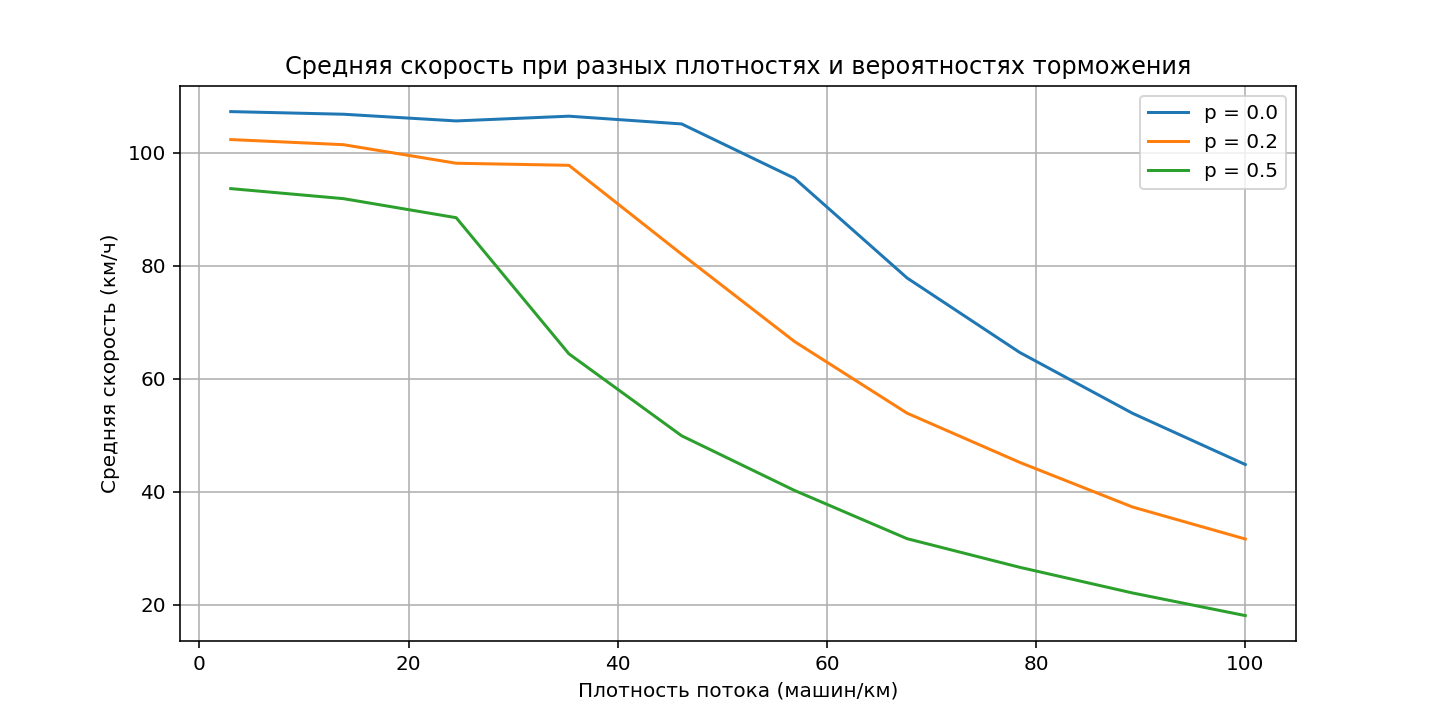 Средняя скорость при разных плотностях и вероятностях торможения
p = 0.0
p = 0.2
p = 0.5
Средняя скорость (км/ч)
100
80
60
40
20
0 20 40 60 80 100
Плотность потока (машин/км)